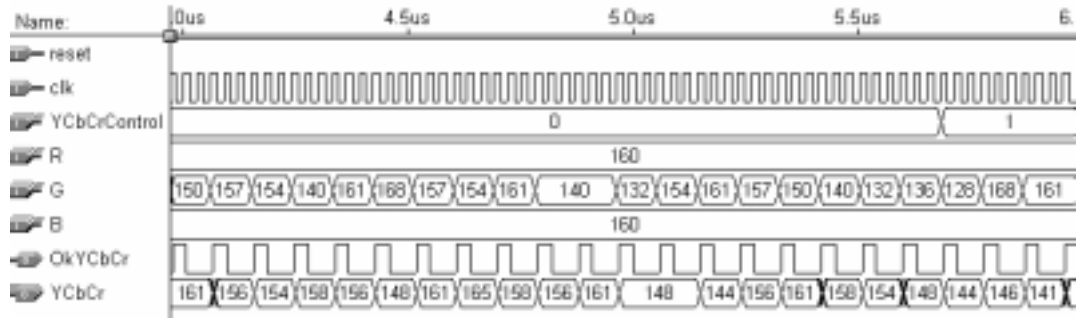 Name: .0us 4.5us 5.0us 5.5us 6.
reset
clk
YCbCrControl 0 1
R 160
G 150 157 154 140 161 168 157 154 161 140 132 154 161 157 150 140 132 136 128 168 161
B 160
OkYCbCr
YCbCr 161 156 154 158 156 148 161 165 158 156 161 148 144 156 161 158 154 148 144 146 141